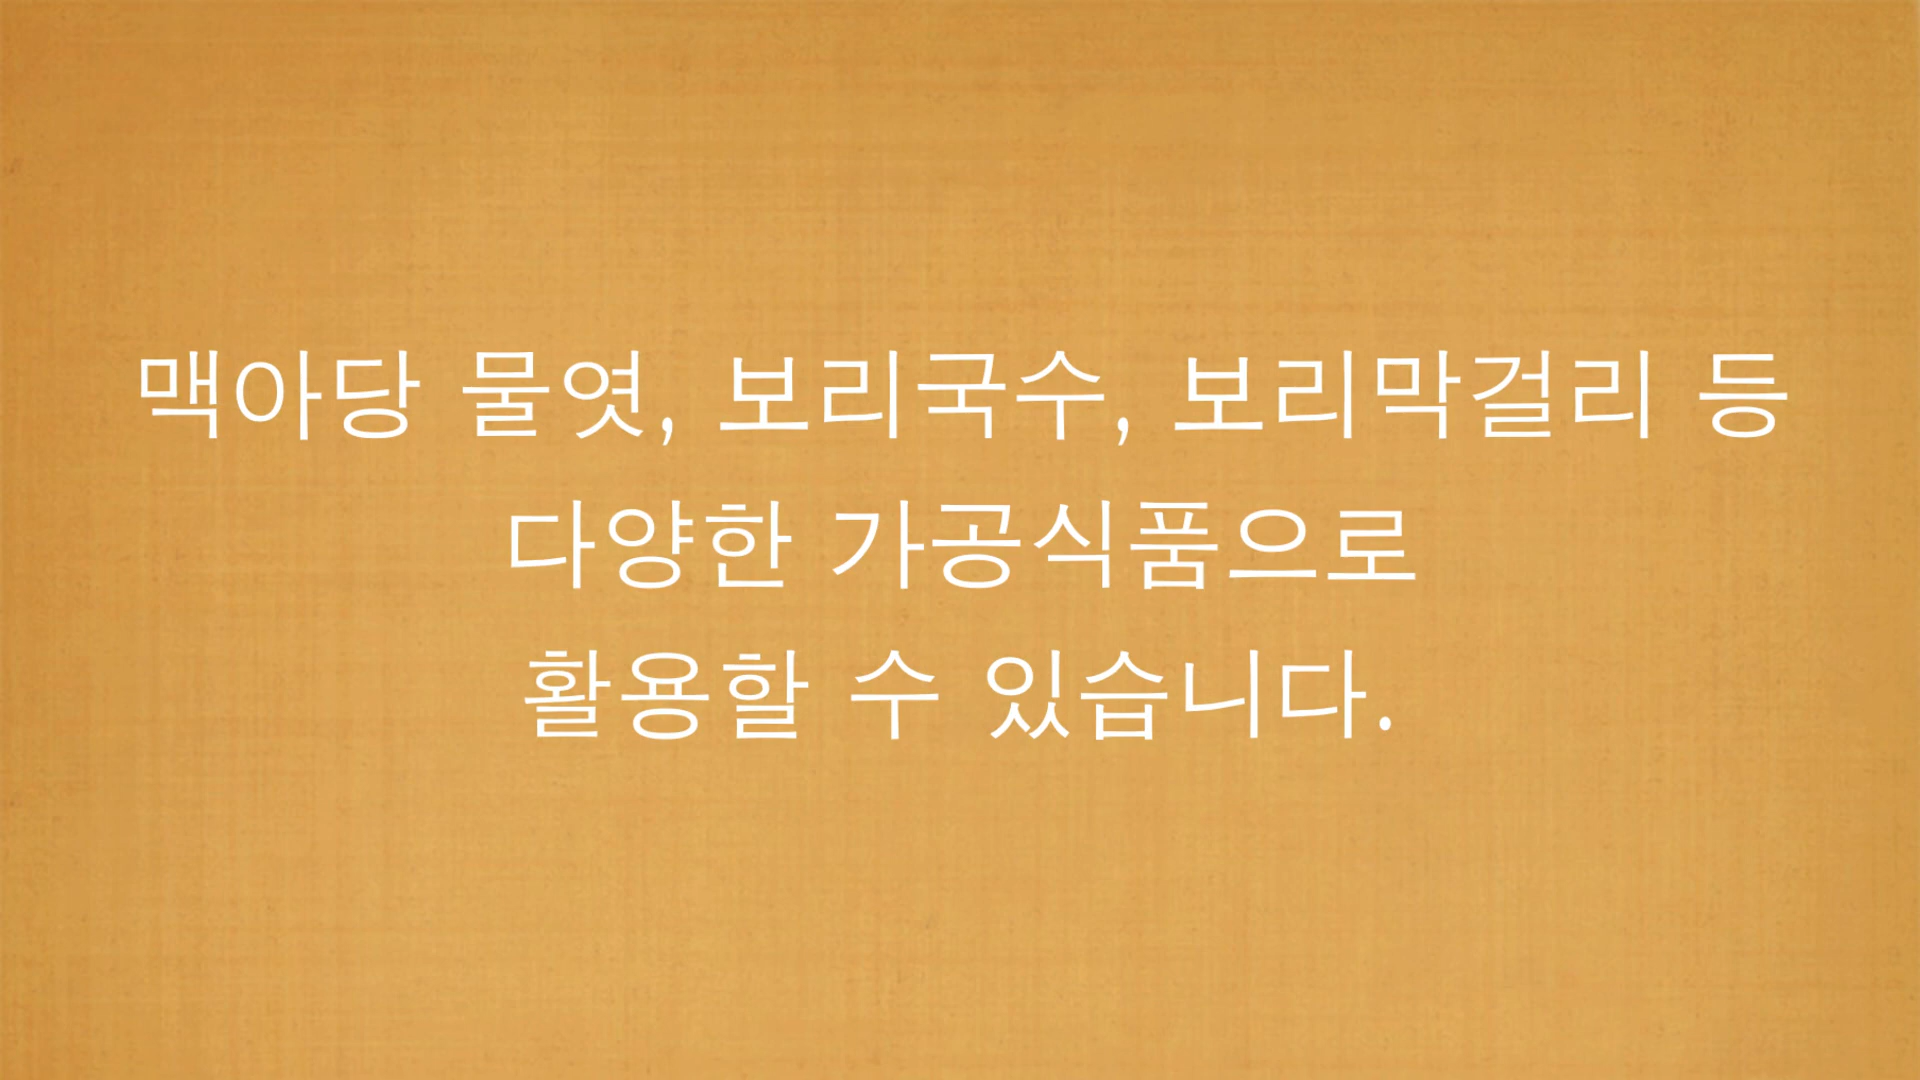 맥아당 물엿, 보리국수, 보리막걸리 등
다양한 가공식품으로
활용할 수 있습니다.